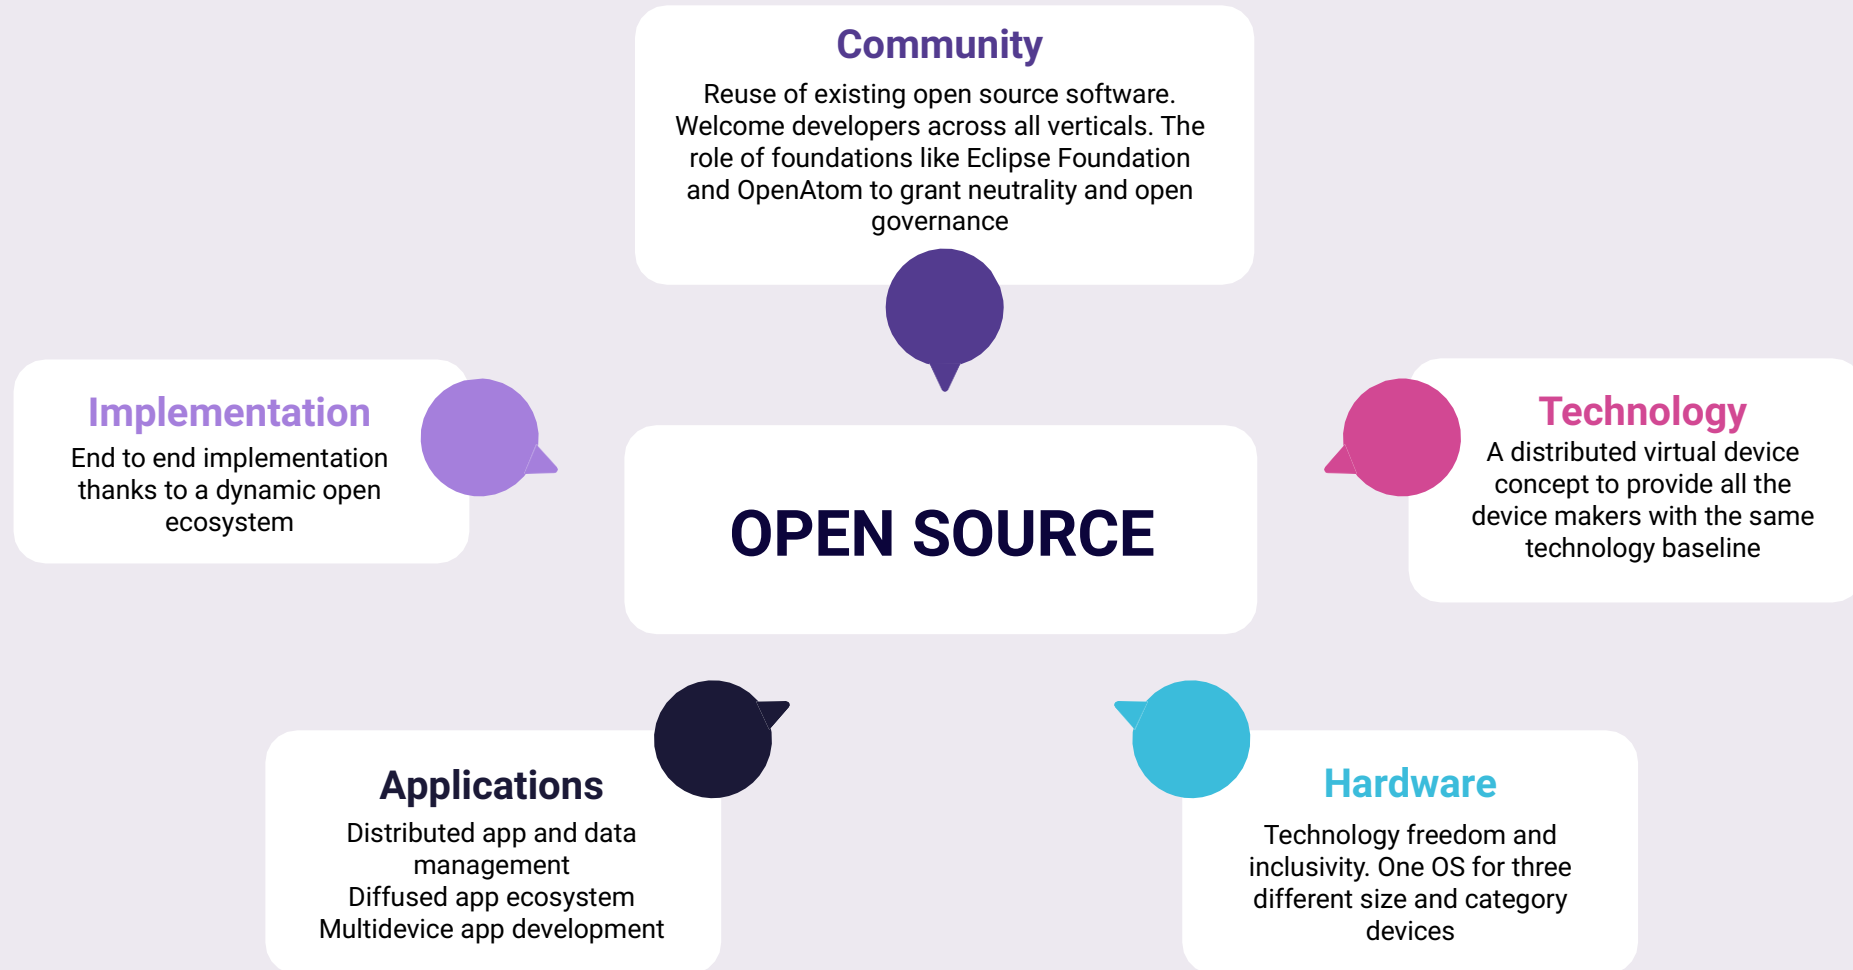 Community
Reuse of existing open source software.
Welcome developers across all verticals. The
role of foundations like Eclipse Foundation
and OpenAtom to grant neutrality and open
governance
Implementation
End to end implementation
thanks to a dynamic open
ecosystem
OPEN SOURCE
Technology
A distributed virtual device
concept to provide all the
device makers with the same
technology baseline
Applications
Distributed app and data
management
Diffused app ecosystem
Multidevice app development
Hardware
Technology freedom and
inclusivity. One OS for three
different size and category
devices